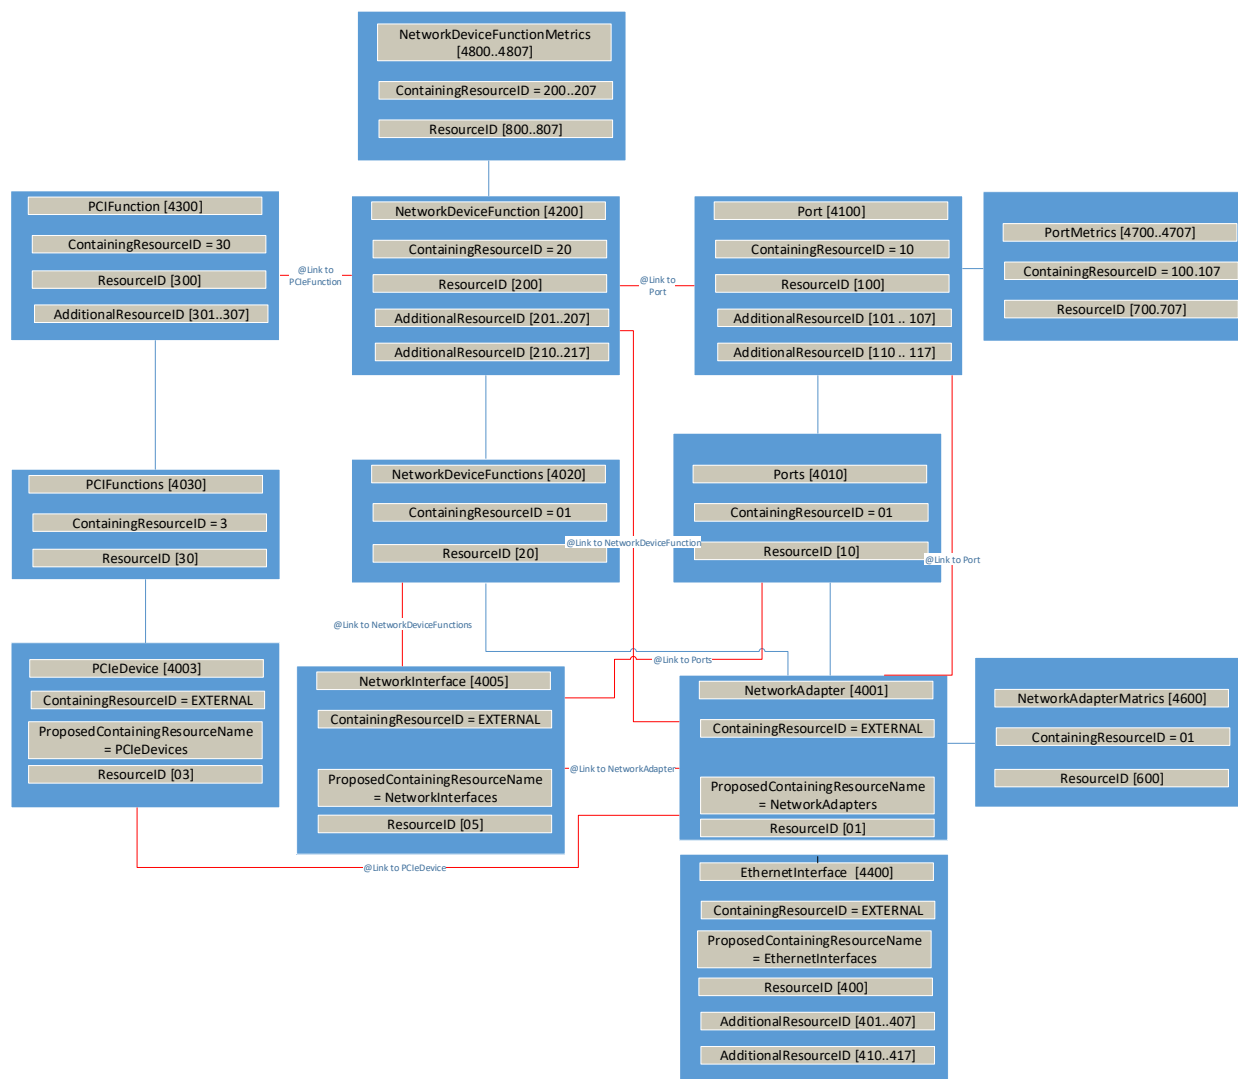 NetworkDeviceFunctionMetrics
[4800..4807]
ContainingResourceID = 200..207
ResourceID [800..807]
PCIFunction [4300]
ContainingResourceID = 30
ResourceID [300]
AdditionalResourceID [301..307]
@Link to
PCIeFunction
NetworkDeviceFunction [4200]
ContainingResourceID = 20
ResourceID [200]
AdditionalResourceID [201..207]
AdditionalResourceID [210..217]
@Link to
Port
Port [4100]
ContainingResourceID = 10
ResourceID [100]
AdditionalResourceID [101 .. 107]
AdditionalResourceID [110 .. 117]
PortMetrics [4700..4707]
ContainingResourceID = 100.107
ResourceID [700.707]
PCIFunctions [4030]
ContainingResourceID = 3
ResourceID [30]
NetworkDeviceFunctions [4020]
ContainingResourceID = 01
ResourceID [20]
@Link to NetworkDeviceFunction
Ports [4010]
ContainingResourceID = 01
ResourceID [10]
@Link to Port
@Link to NetworkDeviceFunctions
@Link to Ports
PCIeDevice [4003]
ContainingResourceID = EXTERNAL
ProposedContainingResourceName
= PCIeDevices
ResourceID [03]
NetworkInterface [4005]
ContainingResourceID = EXTERNAL
ProposedContainingResourceName
= NetworkInterfaces
ResourceID [05]
@Link to NetworkAdapter
NetworkAdapter [4001]
ContainingResourceID = EXTERNAL
ProposedContainingResourceName
= NetworkAdapters
ResourceID [01]
NetworkAdapterMatrics [4600]
ContainingResourceID = 01
ResourceID [600]
@Link to PCIeDevice
EthernetInterface  [4400]
ContainingResourceID = EXTERNAL
ProposedContainingResourceName
= EthernetInterfaces
ResourceID [400]
AdditionalResourceID [401..407]
AdditionalResourceID [410..417]